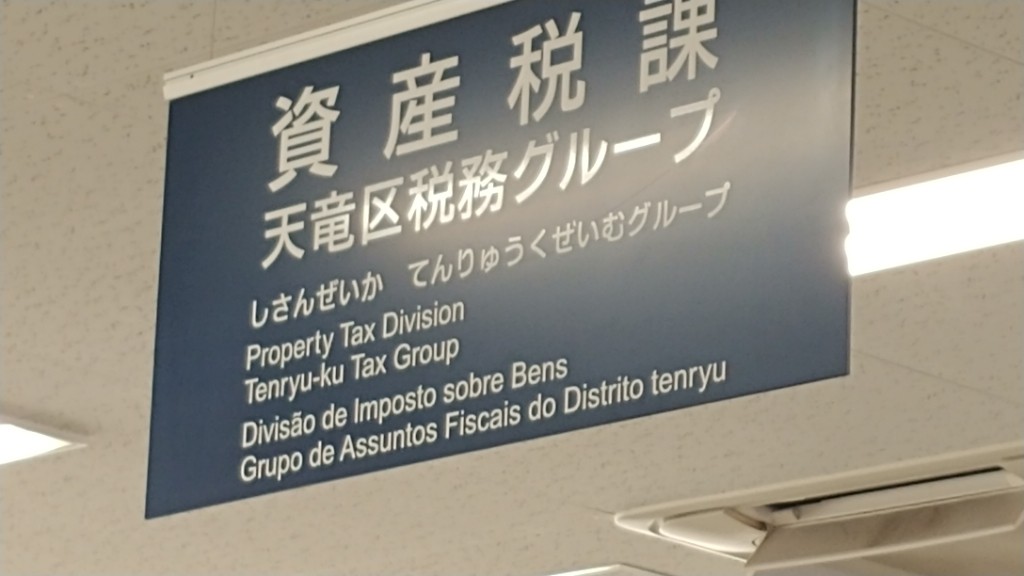 資産税課
天竜区税務グループ
しさんぜいか てんりゅうくぜいむグループ
Property Tax Division
Tenryu-ku Tax Group
Divisão de Imposto sobre Bens
Grupo de Assuntos Fiscais do Distrito tenryu